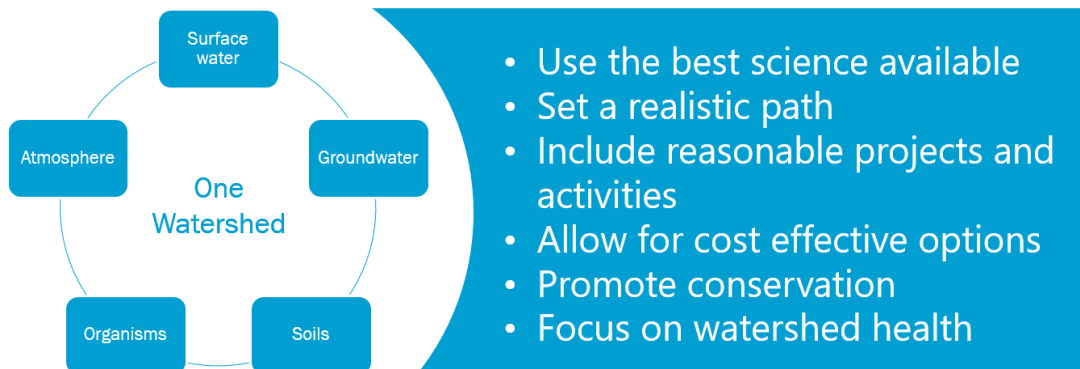 Surface
water
Atmosphere
Groundwater
One
Watershed
Organisms
Soils
• Use the best science available
• Set a realistic path
• Include reasonable projects and
activities
• Allow for cost effective options
• Promote conservation
• Focus on watershed health